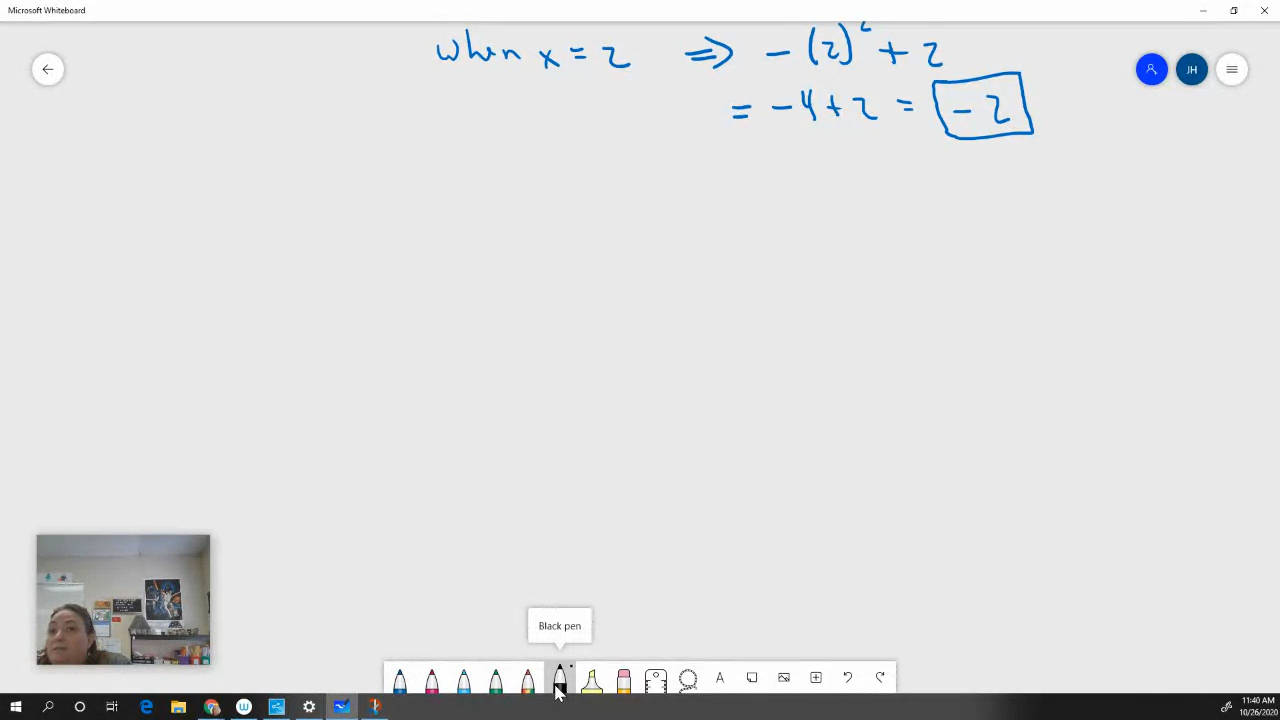 Microsoft Whiteboard
when x = 2 ⇒ -(2)² + 2
JH
= -4 + 2 = -2
Black pen
A
11:40 AM
10/26/2020